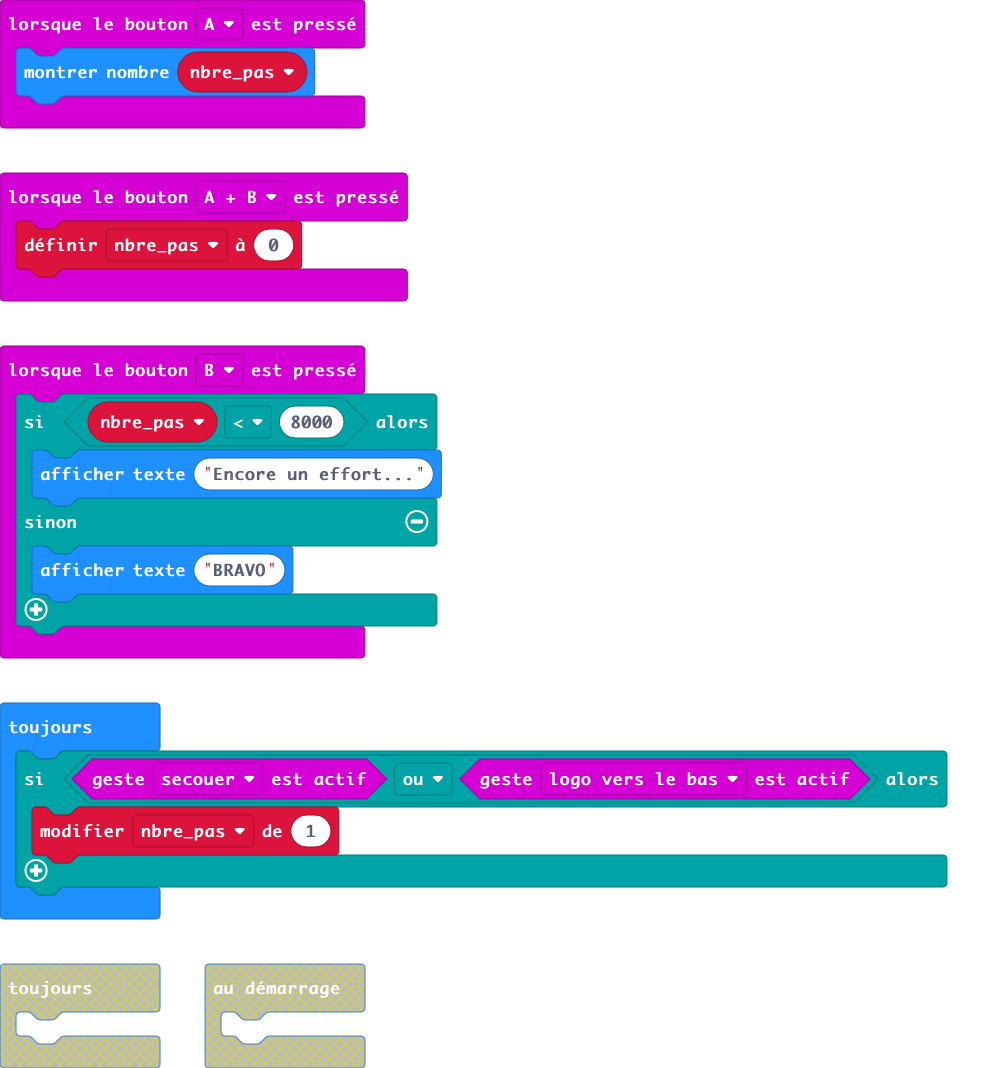 lorsque le bouton A est pressé
montrer nombre nbre_pas
lorsque le bouton A + B est pressé
définir nbre_pas à 0
lorsque le bouton B est pressé
si nbre_pas < 8000 alors
afficher texte "Encore un effort..."
sinon
afficher texte "BRAVO"
toujours
si geste secouer est actif ou geste logo vers le bas est actif alors
modifier nbre_pas de 1
toujours au démarrage